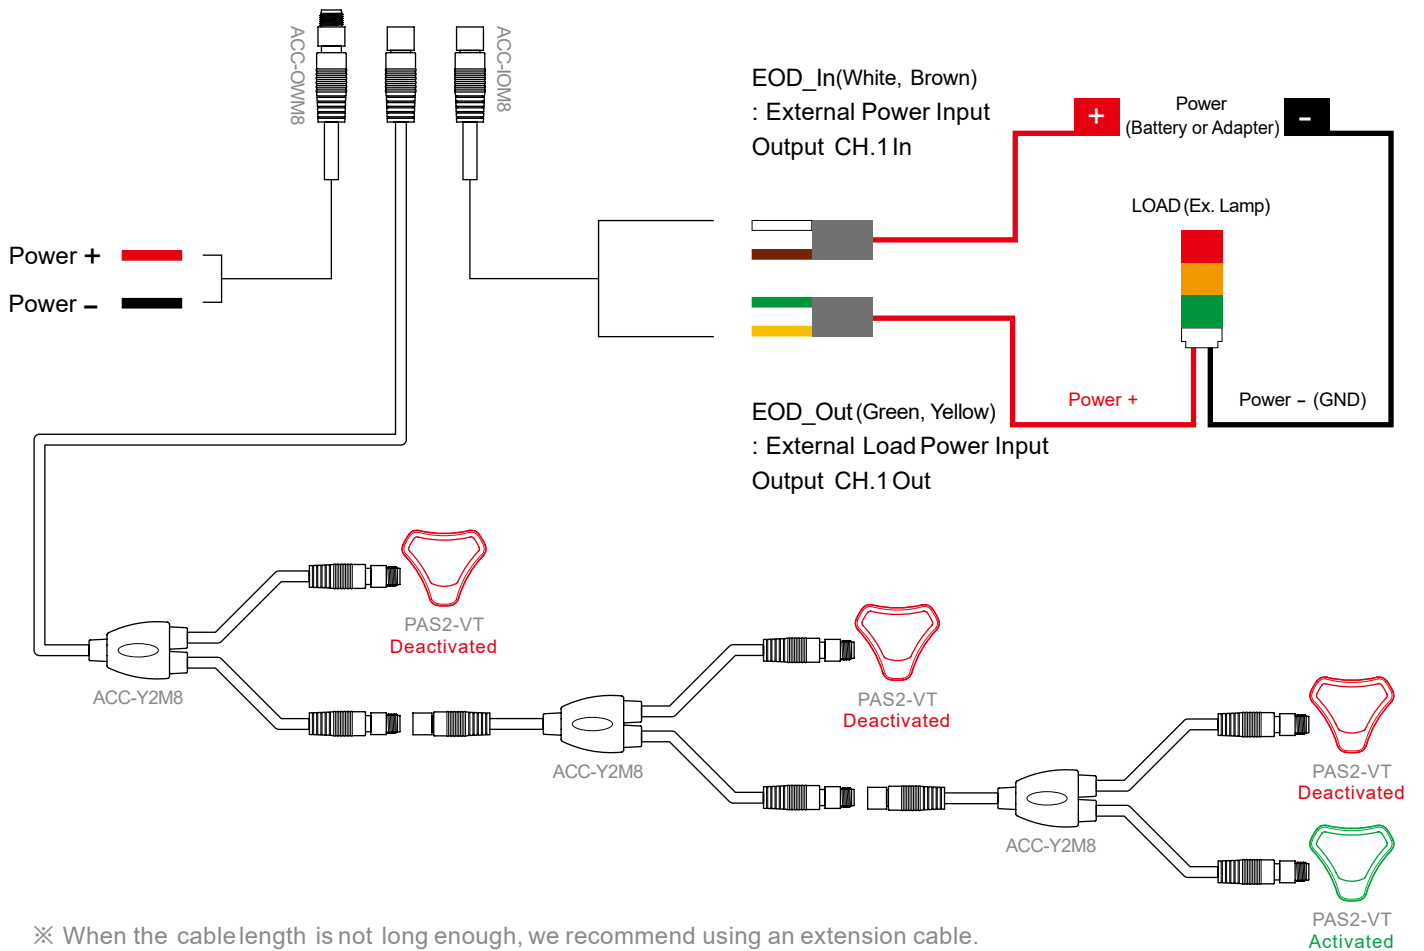 ACC-OWM8
ACC-IOM8
EOD_In(White, Brown)
: External Power Input
Output CH.1 In
+
Power
(Battery or Adapter)
-
LOAD (Ex. Lamp)
Power +
Power –
Power +
Power – (GND)
EOD_Out (Green, Yellow)
: External Load Power Input
Output CH.1 Out
PAS2-VT
Deactivated
ACC-Y2M8
PAS2-VT
Deactivated
ACC-Y2M8
PAS2-VT
Deactivated
ACC-Y2M8
PAS2-VT
Activated
※ When the cable length is not long enough, we recommend using an extension cable.